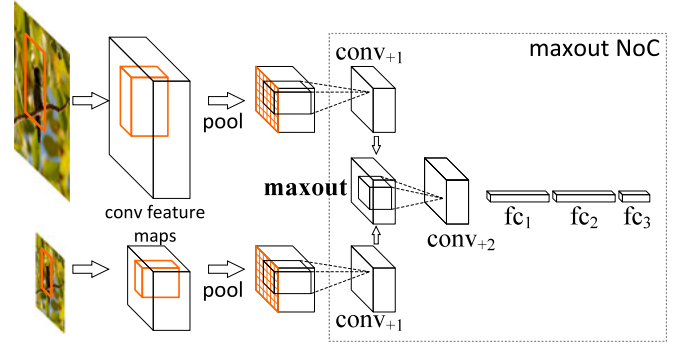 conv₊₁
maxout NoC
pool
maxout
conv feature
maps
conv₊₂
fc₁
fc₂
fc₃
pool
conv₊₁